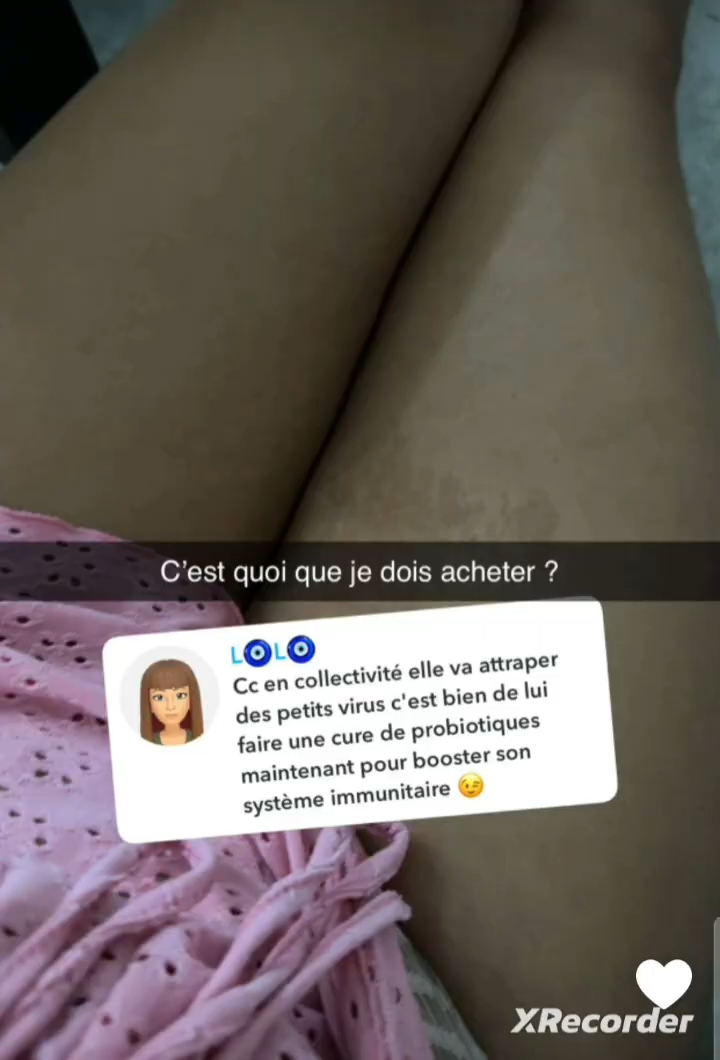 C'est quoi que je dois acheter ?
L🧿L🧿
Cc en collectivité elle va attraper
des petits virus c'est bien de lui
faire une cure de probiotiques
maintenant pour booster son
système immunitaire 😉
XRecorder